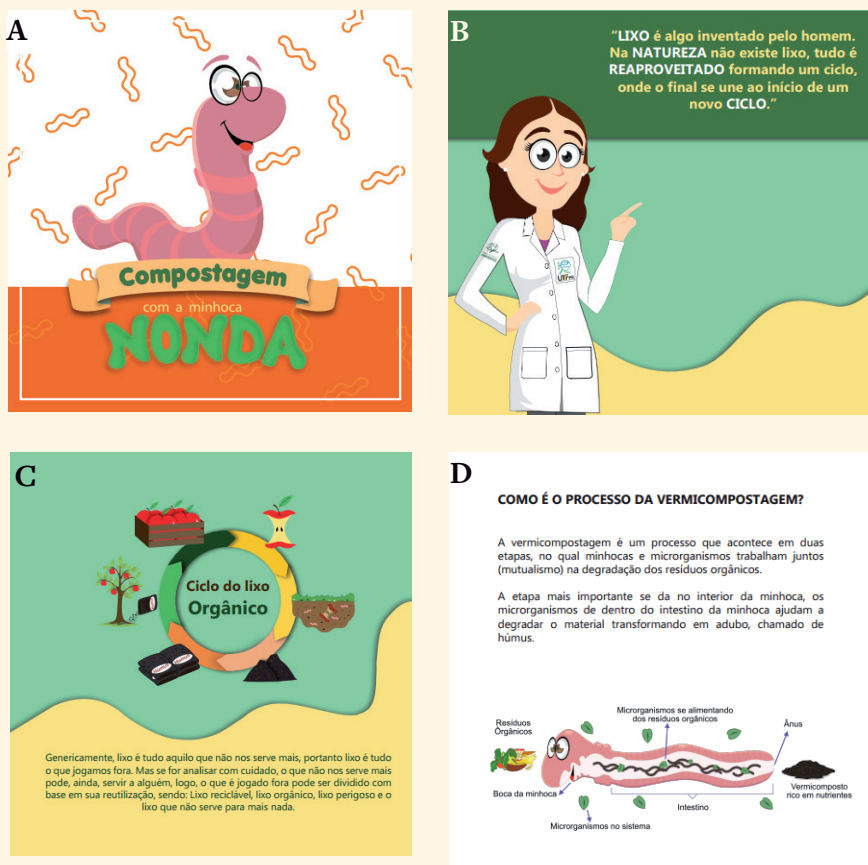 A
Compostagem
com a minhoca
NONDA
B
"LIXO é algo inventado pelo homem.
Na NATUREZA não existe lixo, tudo é
REAPROVEITADO formando um ciclo,
onde o final se une ao início de um
novo CICLO."
C
Ciclo do lixo
Orgânico
Genericamente, lixo é tudo aquilo que não nos serve mais, portanto lixo é tudo
o que jogamos fora. Mas se for analisar com cuidado, o que não nos serve mais
pode, ainda, servir a alguém, logo, o que é jogado fora pode ser dividido com
base em sua reutilização, sendo: Lixo reciclável, lixo orgânico, lixo perigoso e o
lixo que não serve para mais nada.
D
COMO É O PROCESSO DA VERMICOMPOSTAGEM?
A vermicompostagem é um processo que acontece em duas
etapas, no qual minhocas e microrganismos trabalham juntos
(mutualismo) na degradação dos resíduos orgânicos.
A etapa mais importante se da no interior da minhoca, os
microrganismos de dentro do intestino da minhoca ajudam a
degradar o material transformando em adubo, chamado de
húmus.
Resíduos
Orgânicos
Microrganismos se alimentando
dos resíduos orgânicos
Ânus
Boca da minhoca
Intestino
Vermicomposto
rico em nutrientes
Microrganismos no sistema